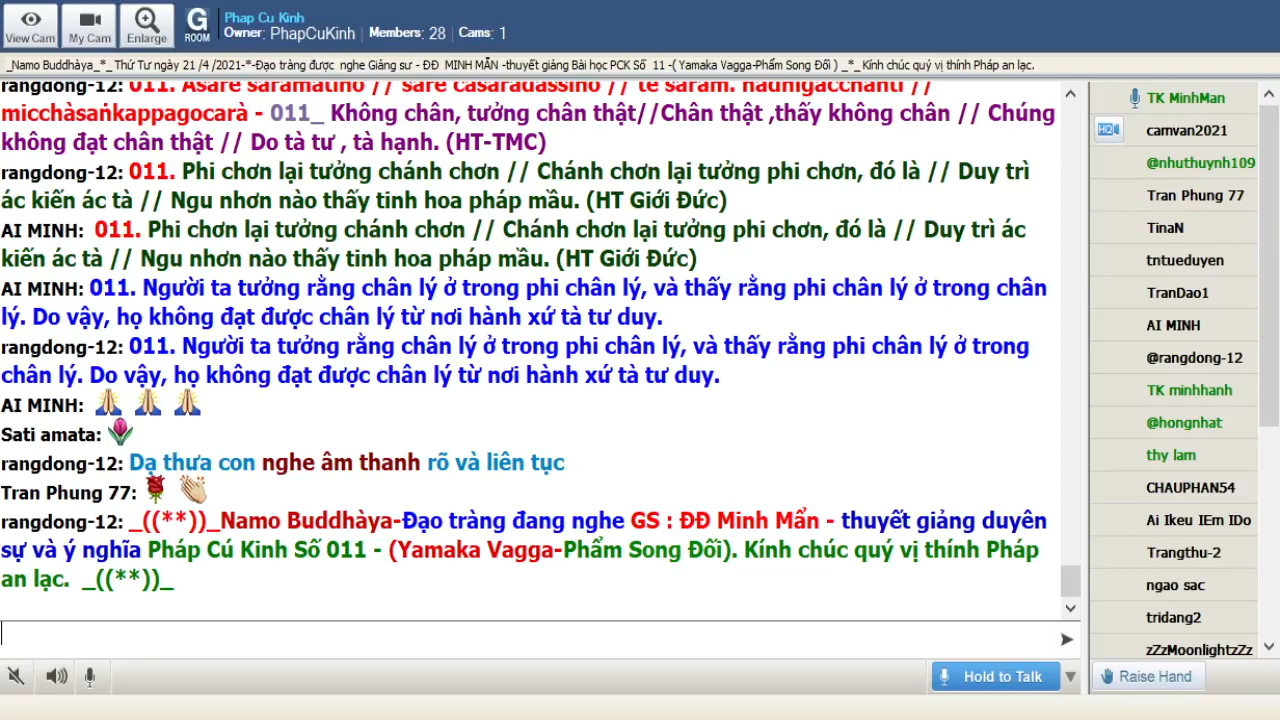 View Cam
My Cam
Enlarge
G
ROOM
Phap Cu Kinh
Owner: PhapCuKinh | Members: 28 | Cams: 1
_Namo Buddhàya_*_ Thứ Tư ngày 21 /4 /2021-*-Đạo tràng được nghe Giảng sư - ĐĐ MINH MẪN -thuyết giảng Bài học PCK Số 11 -( Yamaka Vagga-Phẩm Song Đối ) _*_ Kính chúc quý vị thính Pháp an lạc.
micchàsaṅkappagocarà - 011_ Không chân, tưởng chân thật//Chân thật ,thấy không chân // Chúng
không đạt chân thật // Do tà tư , tà hạnh. (HT-TMC)
rangdong-12: 011. Phi chơn lại tưởng chánh chơn // Chánh chơn lại tưởng phi chơn, đó là // Duy trì
ác kiến ác tà // Ngu nhơn nào thấy tinh hoa pháp mầu. (HT Giới Đức)
AI MINH: 011. Phi chơn lại tưởng chánh chơn // Chánh chơn lại tưởng phi chơn, đó là // Duy trì ác
kiến ác tà // Ngu nhơn nào thấy tinh hoa pháp mầu. (HT Giới Đức)
AI MINH: 011. Người ta tưởng rằng chân lý ở trong phi chân lý, và thấy rằng phi chân lý ở trong chân
lý. Do vậy, họ không đạt được chân lý từ nơi hành xứ tà tư duy.
rangdong-12: 011. Người ta tưởng rằng chân lý ở trong phi chân lý, và thấy rằng phi chân lý ở trong
chân lý. Do vậy, họ không đạt được chân lý từ nơi hành xứ tà tư duy.
AI MINH:
Sati amata:
rangdong-12: Dạ thưa con nghe âm thanh rõ và liên tục
Tran Phung 77:
rangdong-12: _((**))_Namo Buddhàya-Đạo tràng đang nghe GS : ĐĐ Minh Mẩn - thuyết giảng duyên
sự và ý nghĩa Pháp Cú Kinh Số 011 - (Yamaka Vagga-Phẩm Song Đối). Kính chúc quý vị thính Pháp
an lạc. _((**))_
Hold to Talk
TK MinhMan
HQ
camvan2021
@nhuthuynh109
Tran Phung 77
TinaN
tntueduyen
TranDao1
AI MINH
@rangdong-12
TK minhhanh
@hongnhat
thy lam
CHAUPHAN54
Ai Ikeu IEm IDo
Trangthu-2
ngao sac
tridang2
zZzMoonlightzZz
Raise Hand